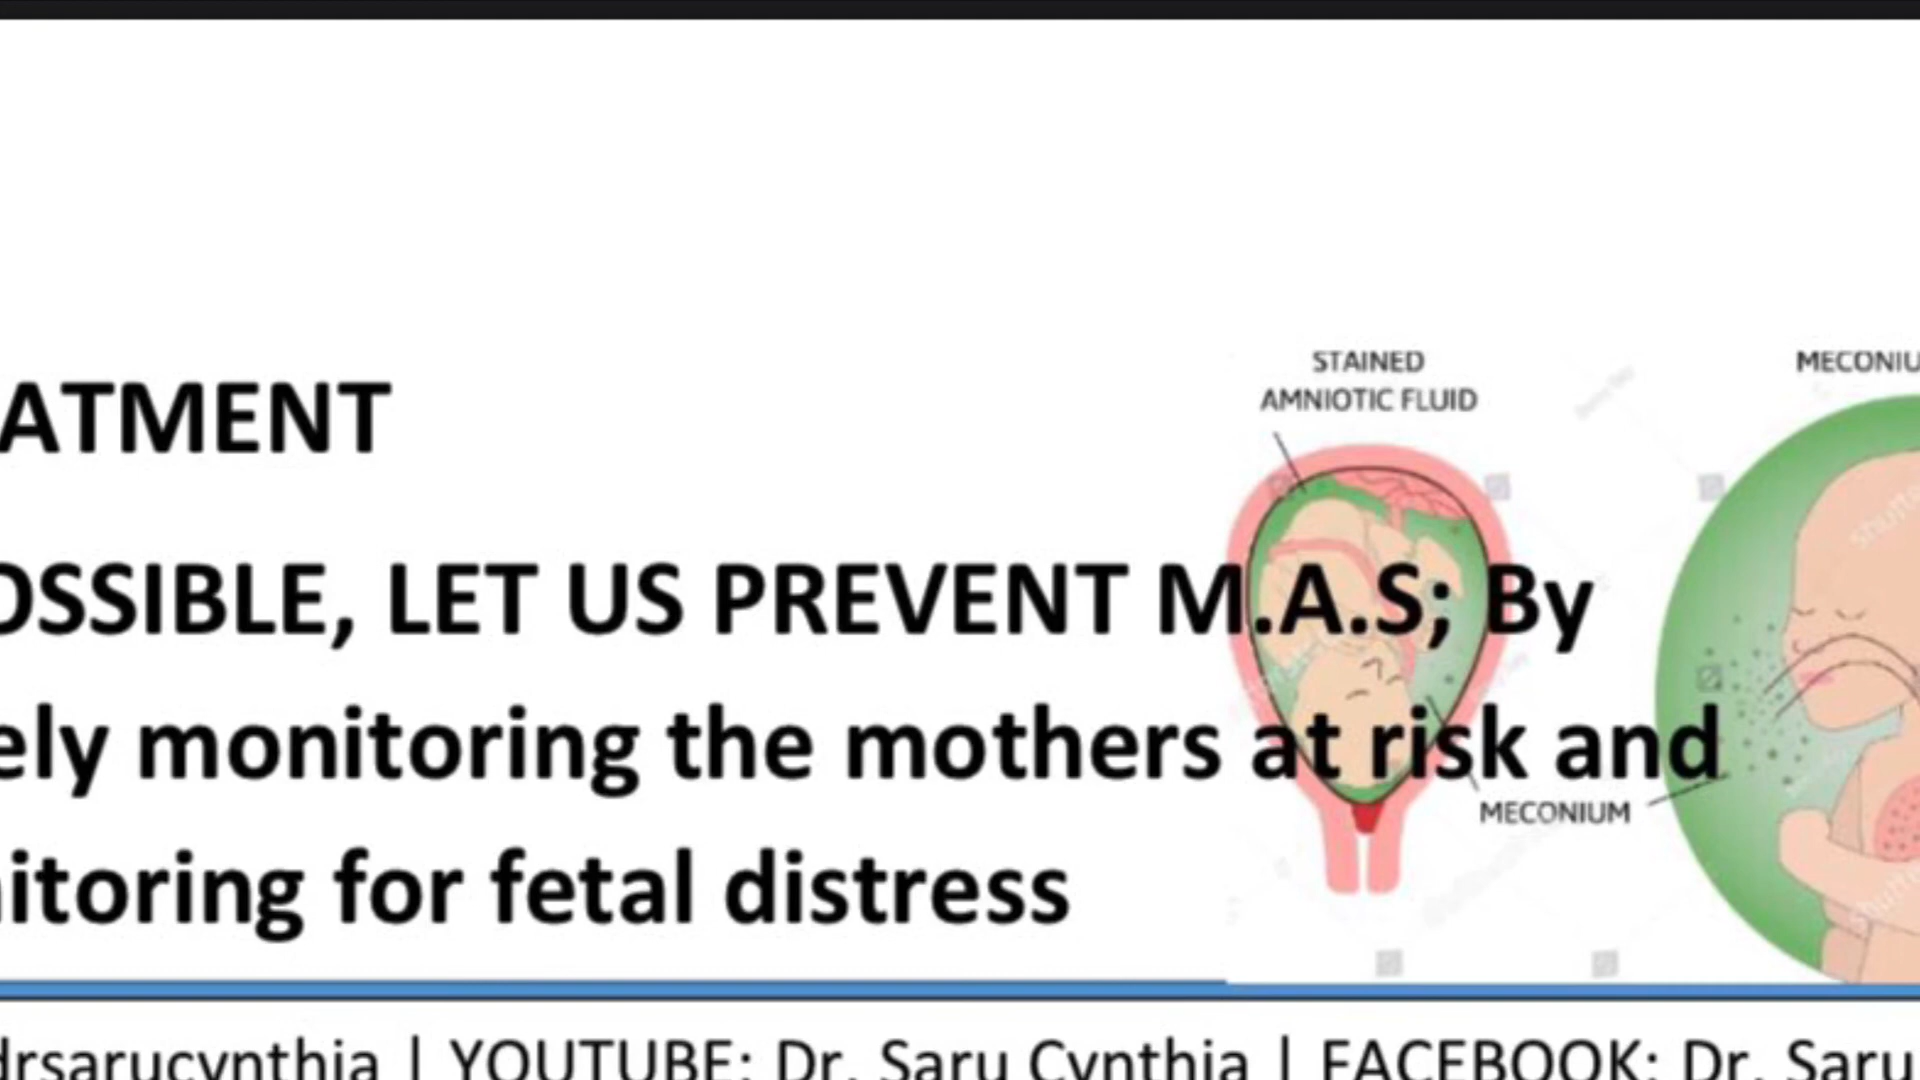 STAINED
AMNIOTIC FLUID
MECONIU
ATMENT
OSSIBLE, LET US PREVENT M.A.S; By
ely monitoring the mothers at risk and
MECONIUM
itoring for fetal distress
drsarucynthia | YOUTUBE: Dr. Saru Cynthia | FACEBOOK: Dr. Saru